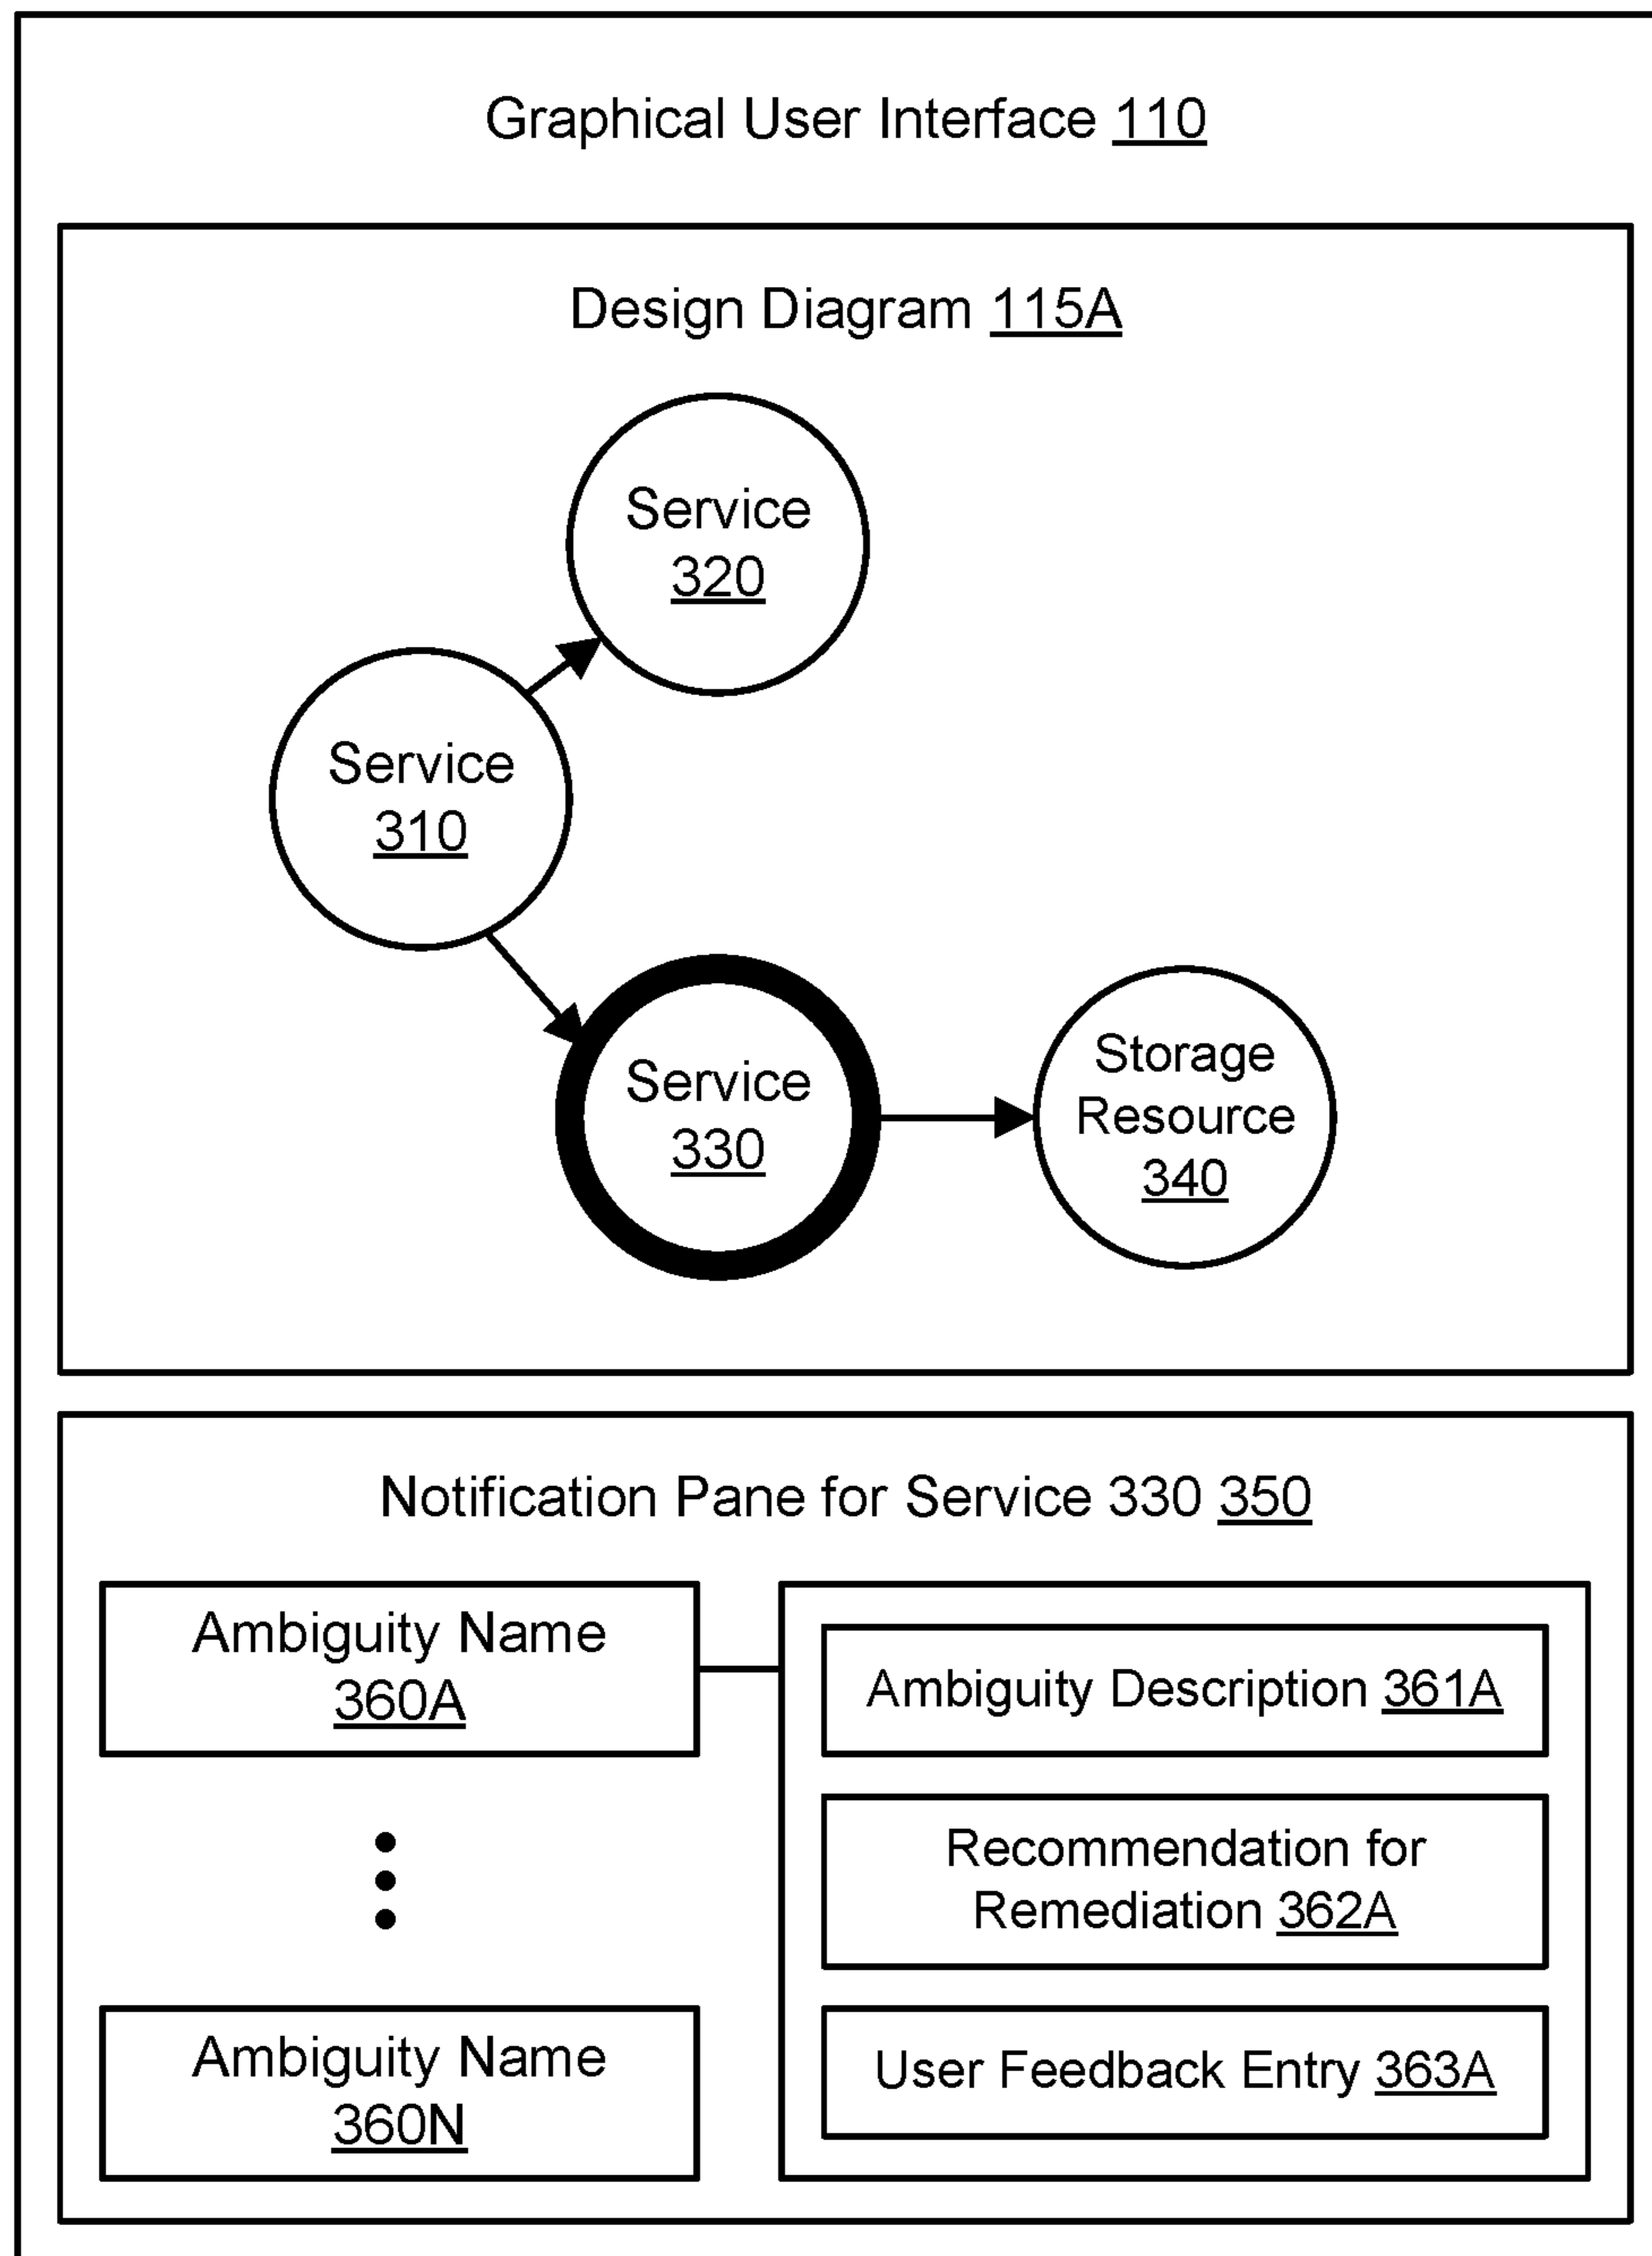 Graphical User Interface 110
Design Diagram 115A
Service
320
Service
310
Service
330
Storage
Resource
340
Notification Pane for Service 330 350
Ambiguity Name
360A
Ambiguity Description 361A
Recommendation for
Remediation 362A
Ambiguity Name
360N
User Feedback Entry 363A